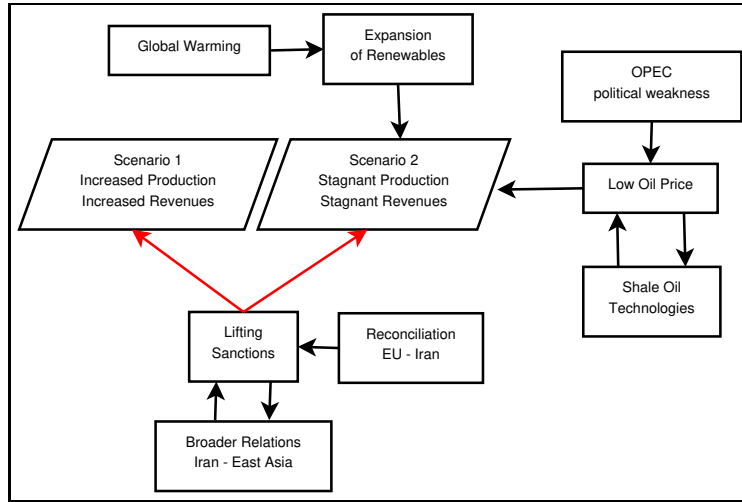 Global Warming
Expansion
of Renewables
OPEC
political weakness
Scenario 1
Increased Production
Increased Revenues
Scenario 2
Stagnant Production
Stagnant Revenues
Low Oil Price
Shale Oil
Technologies
Lifting
Sanctions
Reconciliation
EU - Iran
Broader Relations
Iran - East Asia